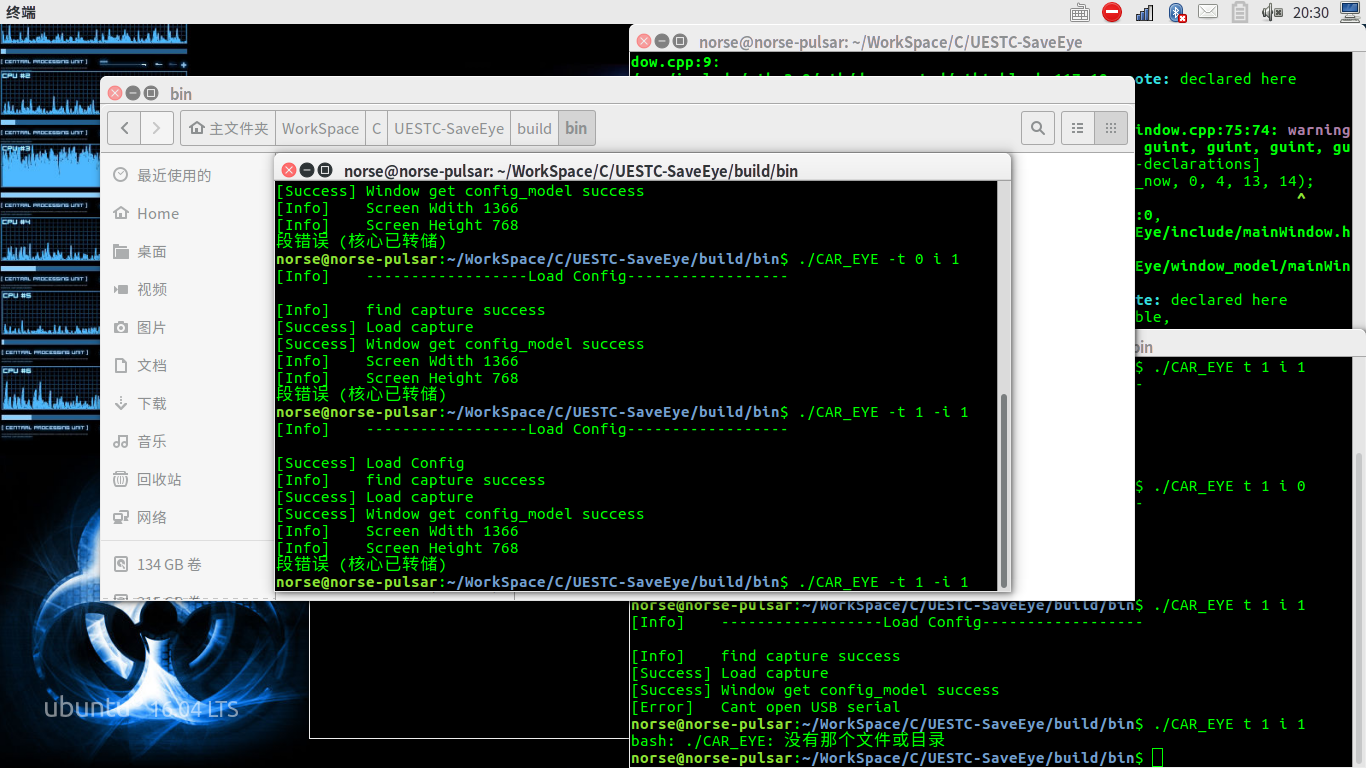 终端
20:30
[ CENTRAL PROCESSING UNIT ]
CPU #2
[ CENTRAL PROCESSING UNIT ]
CPU #3
[ CENTRAL PROCESSING UNIT ]
CPU #4
[ CENTRAL PROCESSING UNIT ]
CPU #5
[ CENTRAL PROCESSING UNIT ]
CPU #6
[ CENTRAL PROCESSING UNIT ]
ubuntu 16.04 LTS
norse@norse-pulsar: ~/WorkSpace/C/UESTC-SaveEye
dow.cpp:9:
ote: declared here
indow.cpp:75:74: warning
guint, guint, guint, gu
-declarations]
_now, 0, 4, 13, 14);
^
:0,
Eye/include/mainWindow.h
Eye/window_model/mainWin
te: declared here
ble,
bin
主文件夹 WorkSpace C UESTC-SaveEye build bin
最近使用的
Home
桌面
视频
图片
文档
下载
音乐
回收站
网络
134 GB 卷
norse@norse-pulsar: ~/WorkSpace/C/UESTC-SaveEye/build/bin
[Success] Window get config_model success
[Info] Screen Wdith 1366
[Info] Screen Height 768
段错误 (核心已转储)
norse@norse-pulsar:~/WorkSpace/C/UESTC-SaveEye/build/bin$ ./CAR_EYE -t 0 i 1
[Info] ------------------Load Config------------------
[Info] find capture success
[Success] Load capture
[Success] Window get config_model success
[Info] Screen Wdith 1366
[Info] Screen Height 768
段错误 (核心已转储)
norse@norse-pulsar:~/WorkSpace/C/UESTC-SaveEye/build/bin$ ./CAR_EYE -t 1 -i 1
[Info] ------------------Load Config------------------
[Success] Load Config
[Info] find capture success
[Success] Load capture
[Success] Window get config_model success
[Info] Screen Wdith 1366
[Info] Screen Height 768
段错误 (核心已转储)
norse@norse-pulsar:~/WorkSpace/C/UESTC-SaveEye/build/bin$ ./CAR_EYE -t 1 -i 1
bin
$ ./CAR_EYE t 1 i 1
-
$ ./CAR_EYE t 1 i 0
-
norse@norse-pulsar:~/WorkSpace/C/UESTC-SaveEye/build/bin$ ./CAR_EYE t 1 i 1
[Info] ------------------Load Config------------------
[Info] find capture success
[Success] Load capture
[Success] Window get config_model success
[Error] Cant open USB serial
norse@norse-pulsar:~/WorkSpace/C/UESTC-SaveEye/build/bin$ ./CAR_EYE t 1 i 1
bash: ./CAR_EYE: 没有那个文件或目录
norse@norse-pulsar:~/WorkSpace/C/UESTC-SaveEye/build/bin$